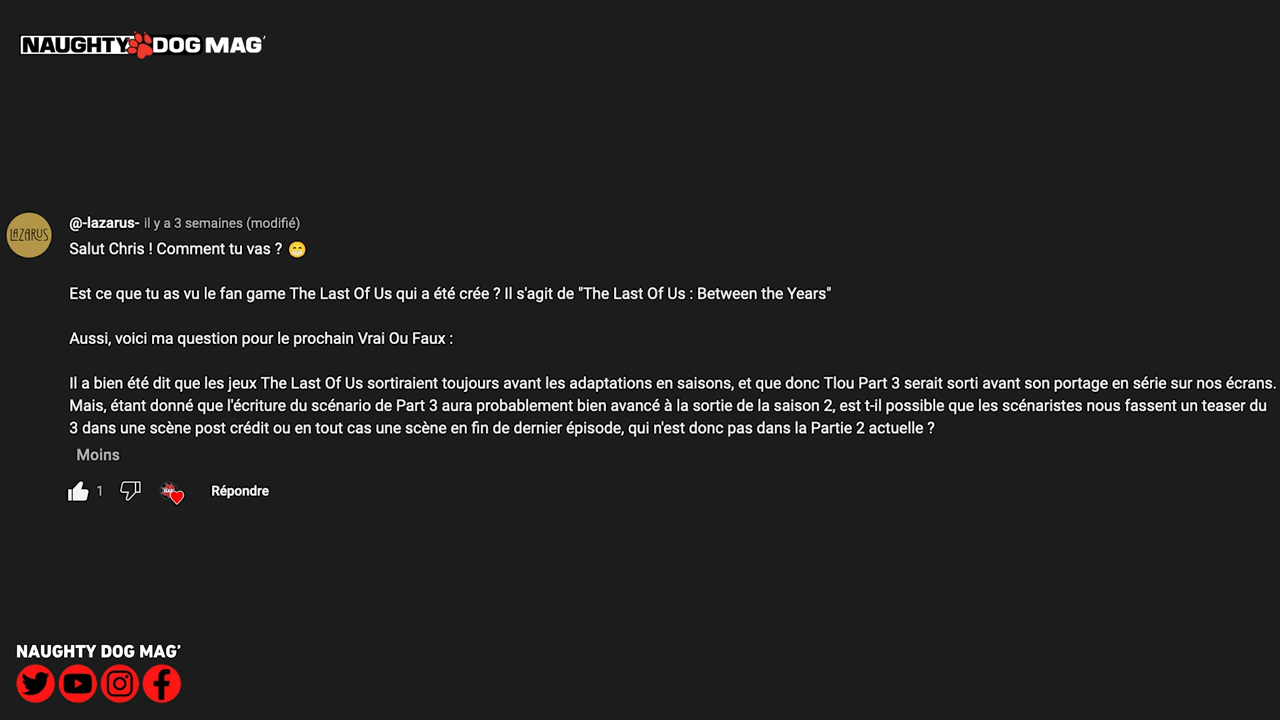 NAUGHTY DOG MAG'
LAZARUS
@-lazarus- il y a 3 semaines (modifié)
Salut Chris ! Comment tu vas ? 😁
Est ce que tu as vu le fan game The Last Of Us qui a été crée ? Il s'agit de "The Last Of Us : Between the Years"
Aussi, voici ma question pour le prochain Vrai Ou Faux :
Il a bien été dit que les jeux The Last Of Us sortiraient toujours avant les adaptations en saisons, et que donc Tlou Part 3 serait sorti avant son portage en série sur nos écrans.
Mais, étant donné que l'écriture du scénario de Part 3 aura probablement bien avancé à la sortie de la saison 2, est t-il possible que les scénaristes nous fassent un teaser du
3 dans une scène post crédit ou en tout cas une scène en fin de dernier épisode, qui n'est donc pas dans la Partie 2 actuelle ?
Moins
1
Répondre
NAUGHTY DOG MAG'